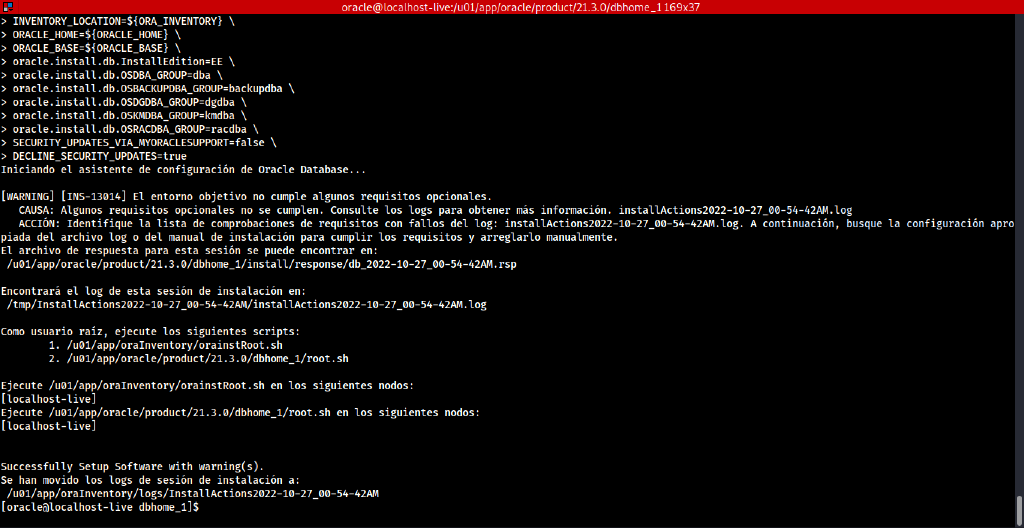 oracle@localhost-live:/u01/app/oracle/product/21.3.0/dbhome_1 169x37
> INVENTORY_LOCATION=${ORA_INVENTORY} \
> ORACLE_HOME=${ORACLE_HOME} \
> ORACLE_BASE=${ORACLE_BASE} \
> oracle.install.db.InstallEdition=EE \
> oracle.install.db.OSDBA_GROUP=dba \
> oracle.install.db.OSBACKUPDBA_GROUP=backupdba \
> oracle.install.db.OSDGDBA_GROUP=dgdba \
> oracle.install.db.OSKMDBA_GROUP=kmdba \
> oracle.install.db.OSRACDBA_GROUP=racdba \
> SECURITY_UPDATES_VIA_MYORACLESUPPORT=false \
> DECLINE_SECURITY_UPDATES=true
Iniciando el asistente de configuración de Oracle Database...

[WARNING] [INS-13014] El entorno objetivo no cumple algunos requisitos opcionales.
   CAUSA: Algunos requisitos opcionales no se cumplen. Consulte los logs para obtener más información. installActions2022-10-27_00-54-42AM.log
   ACCIÓN: Identifique la lista de comprobaciones de requisitos con fallos del log: installActions2022-10-27_00-54-42AM.log. A continuación, busque la configuración apro
piada del archivo log o del manual de instalación para cumplir los requisitos y arreglarlo manualmente.
El archivo de respuesta para esta sesión se puede encontrar en:
 /u01/app/oracle/product/21.3.0/dbhome_1/install/response/db_2022-10-27_00-54-42AM.rsp

Encontrará el log de esta sesión de instalación en:
 /tmp/InstallActions2022-10-27_00-54-42AM/installActions2022-10-27_00-54-42AM.log

Como usuario raíz, ejecute los siguientes scripts:
        1. /u01/app/oraInventory/orainstRoot.sh
        2. /u01/app/oracle/product/21.3.0/dbhome_1/root.sh

Ejecute /u01/app/oraInventory/orainstRoot.sh en los siguientes nodos:
[localhost-live]
Ejecute /u01/app/oracle/product/21.3.0/dbhome_1/root.sh en los siguientes nodos:
[localhost-live]

Successfully Setup Software with warning(s).
Se han movido los logs de sesión de instalación a:
 /u01/app/oraInventory/logs/InstallActions2022-10-27_00-54-42AM
[oracle@localhost-live dbhome_1]$